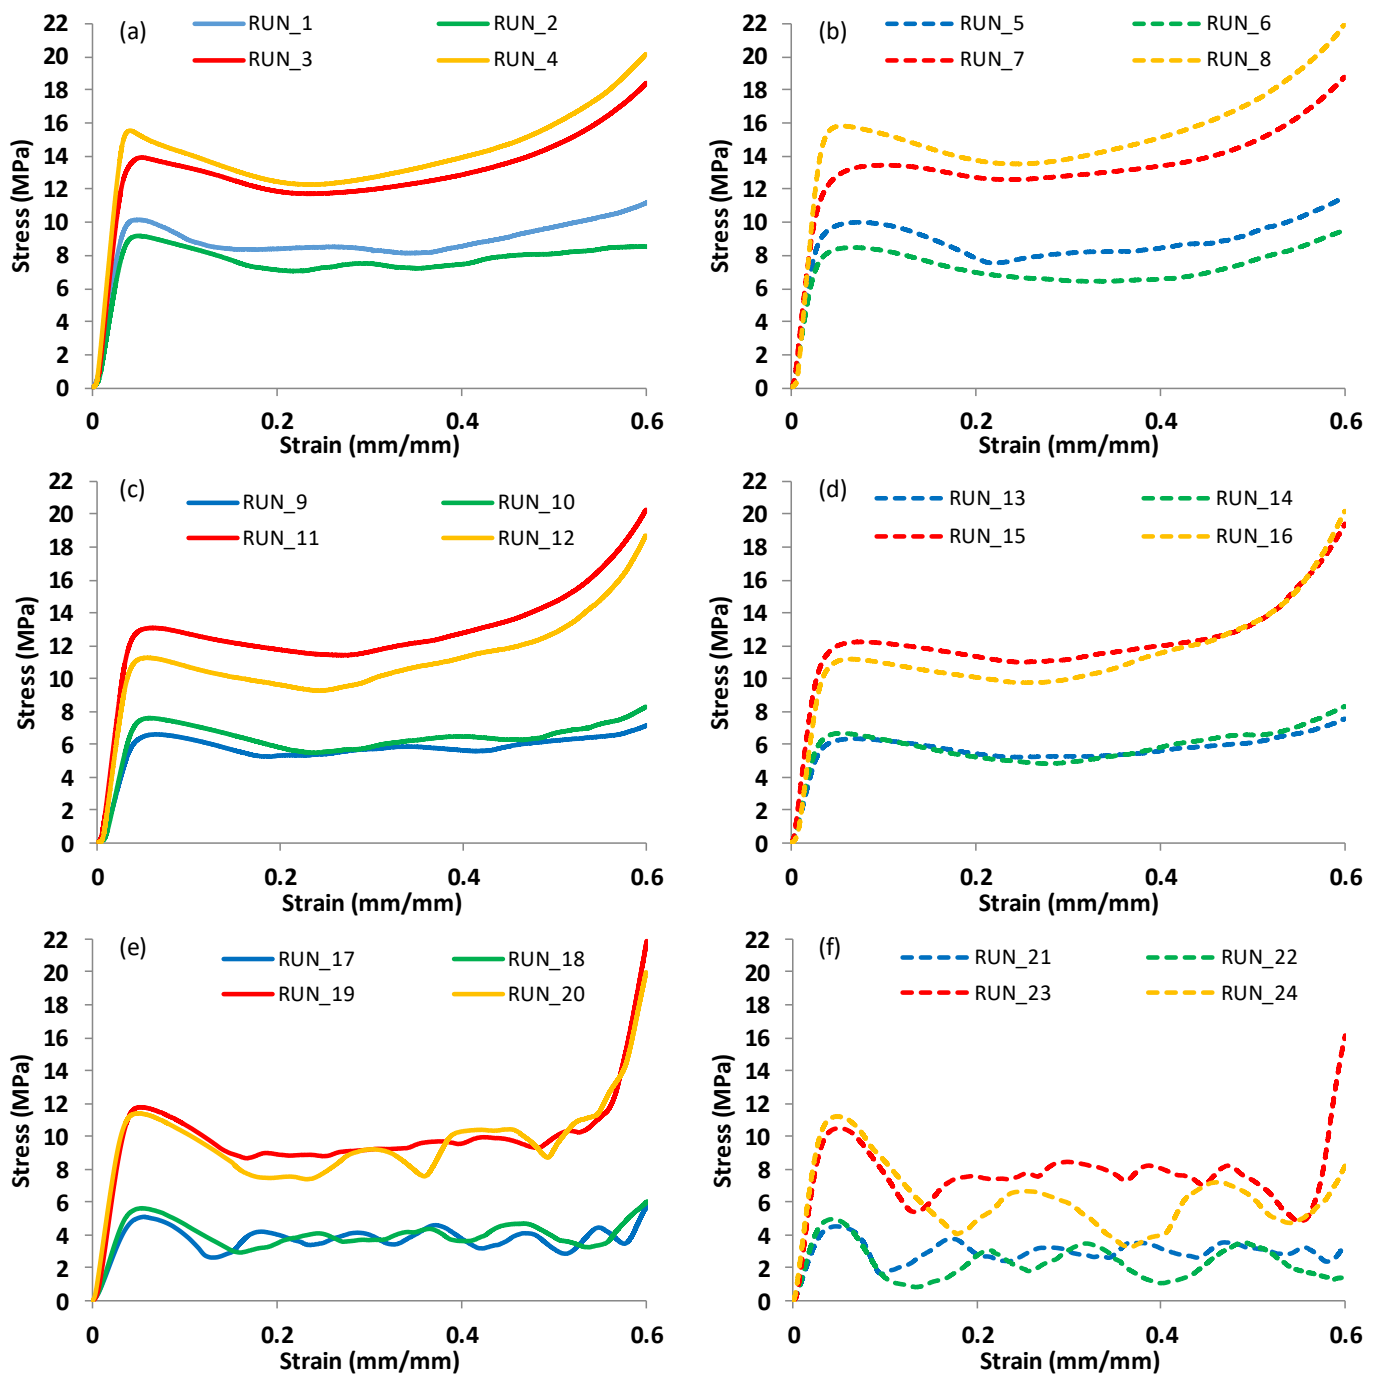 (a)
RUN_1 RUN_2
RUN_3 RUN_4
22
20
18
16
14
12
10
8
6
4
2
0
Stress (MPa)
0 0.2 0.4 0.6
Strain (mm/mm)
(b)
RUN_5 RUN_6
RUN_7 RUN_8
22
20
18
16
14
12
10
8
6
4
2
0
Stress (MPa)
0 0.2 0.4 0.6
Strain (mm/mm)
(c)
RUN_9 RUN_10
RUN_11 RUN_12
22
20
18
16
14
12
10
8
6
4
2
0
Stress (MPa)
0 0.2 0.4 0.6
Strain (mm/mm)
(d)
RUN_13 RUN_14
RUN_15 RUN_16
22
20
18
16
14
12
10
8
6
4
2
0
Stress (MPa)
0 0.2 0.4 0.6
Strain (mm/mm)
(e)
RUN_17 RUN_18
RUN_19 RUN_20
22
20
18
16
14
12
10
8
6
4
2
0
Stress (MPa)
0 0.2 0.4 0.6
Strain (mm/mm)
(f)
RUN_21 RUN_22
RUN_23 RUN_24
22
20
18
16
14
12
10
8
6
4
2
0
Stress (MPa)
0 0.2 0.4 0.6
Strain (mm/mm)